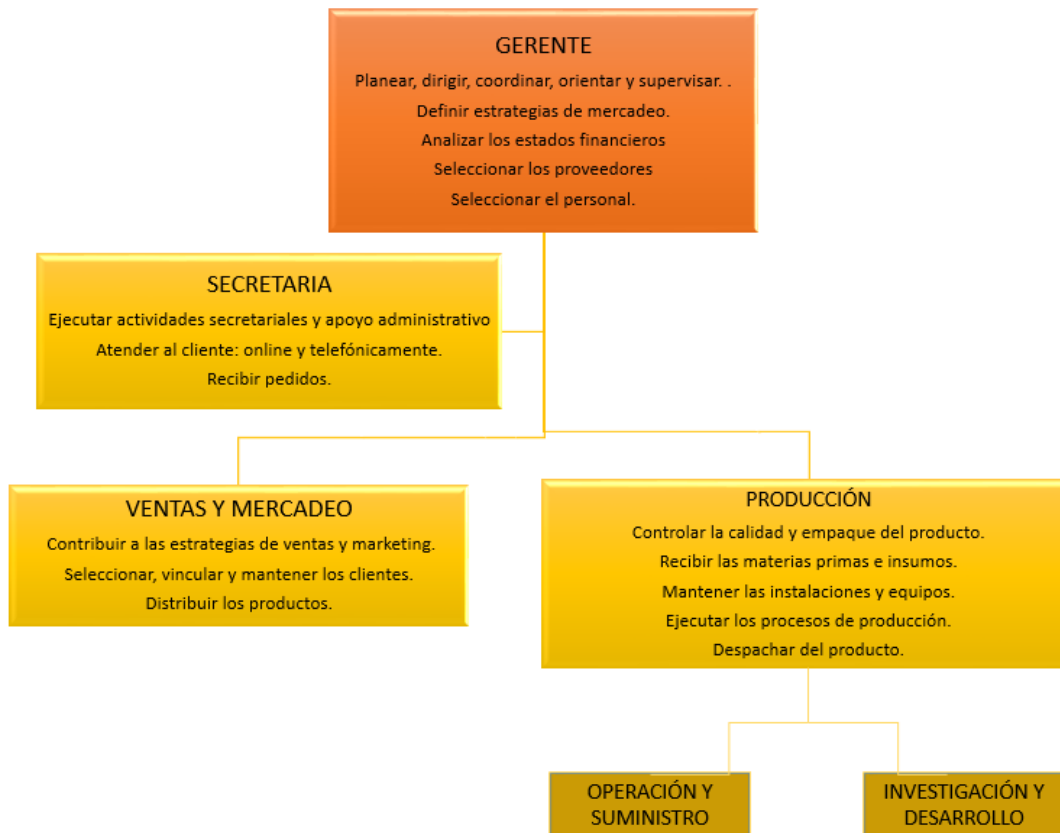 GERENTE
Planear, dirigir, coordinar, orientar y supervisar. .
Definir estrategias de mercadeo.
Analizar los estados financieros
Seleccionar los proveedores
Seleccionar el personal.
SECRETARIA
Ejecutar actividades secretariales y apoyo administrativo
Atender al cliente: online y telefónicamente.
Recibir pedidos.
VENTAS Y MERCADEO
Contribuir a las estrategias de ventas y marketing.
Seleccionar, vincular y mantener los clientes.
Distribuir los productos.
PRODUCCIÓN
Controlar la calidad y empaque del producto.
Recibir las materias primas e insumos.
Mantener las instalaciones y equipos.
Ejecutar los procesos de producción.
Despachar del producto.
OPERACIÓN Y
SUMINISTRO
INVESTIGACIÓN Y
DESARROLLO